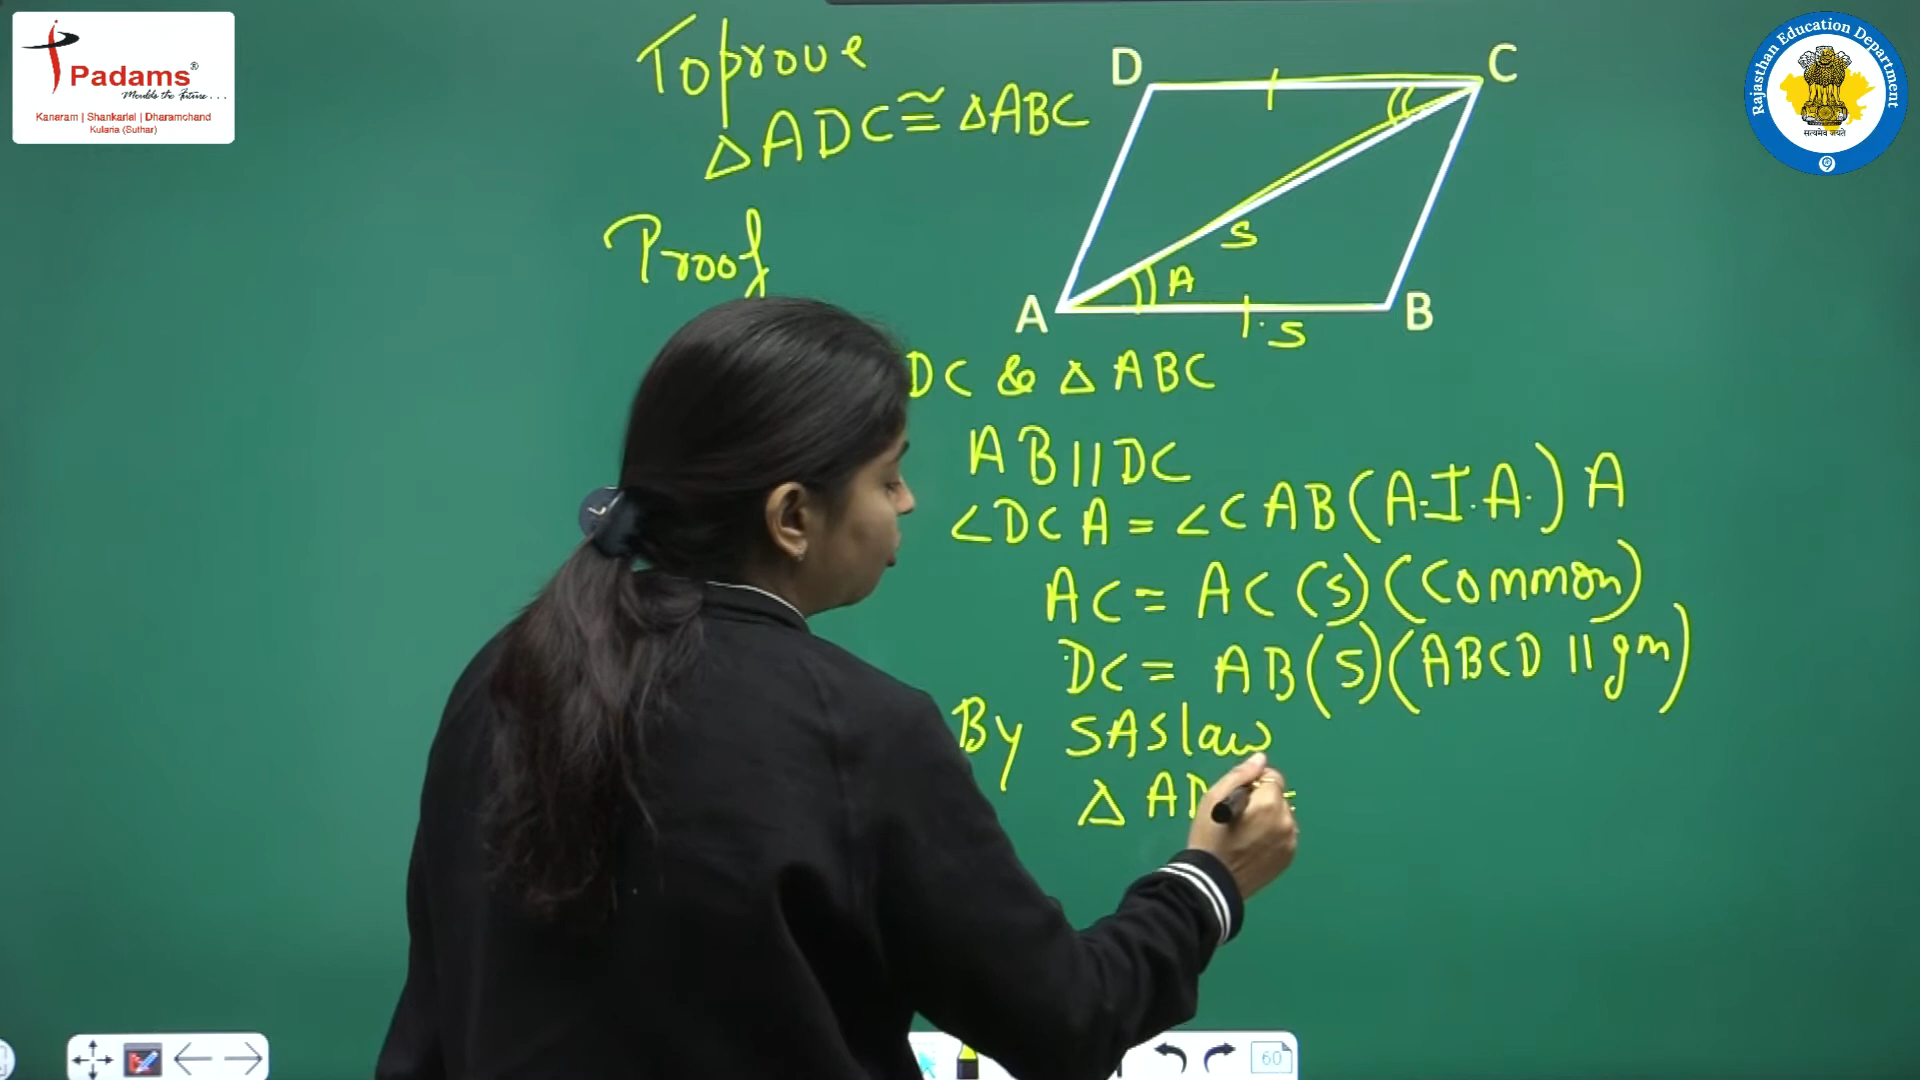 Padams®
Moulds the Future...
Kanaram | Shankarlal | Dharamchand
Kularia (Suthar)
To prove
△ADC ≅ △ABC
Proof
D
C
S
A
A
B
S
DC & △ABC
AB || DC
∠DCA = ∠CAB (A.I.A.) A
AC = AC (S) (Common)
DC = AB (S) (ABCD ||gm)
By SAS law
△ AD
Rajasthan Education Department
सत्यमेव जयते
60